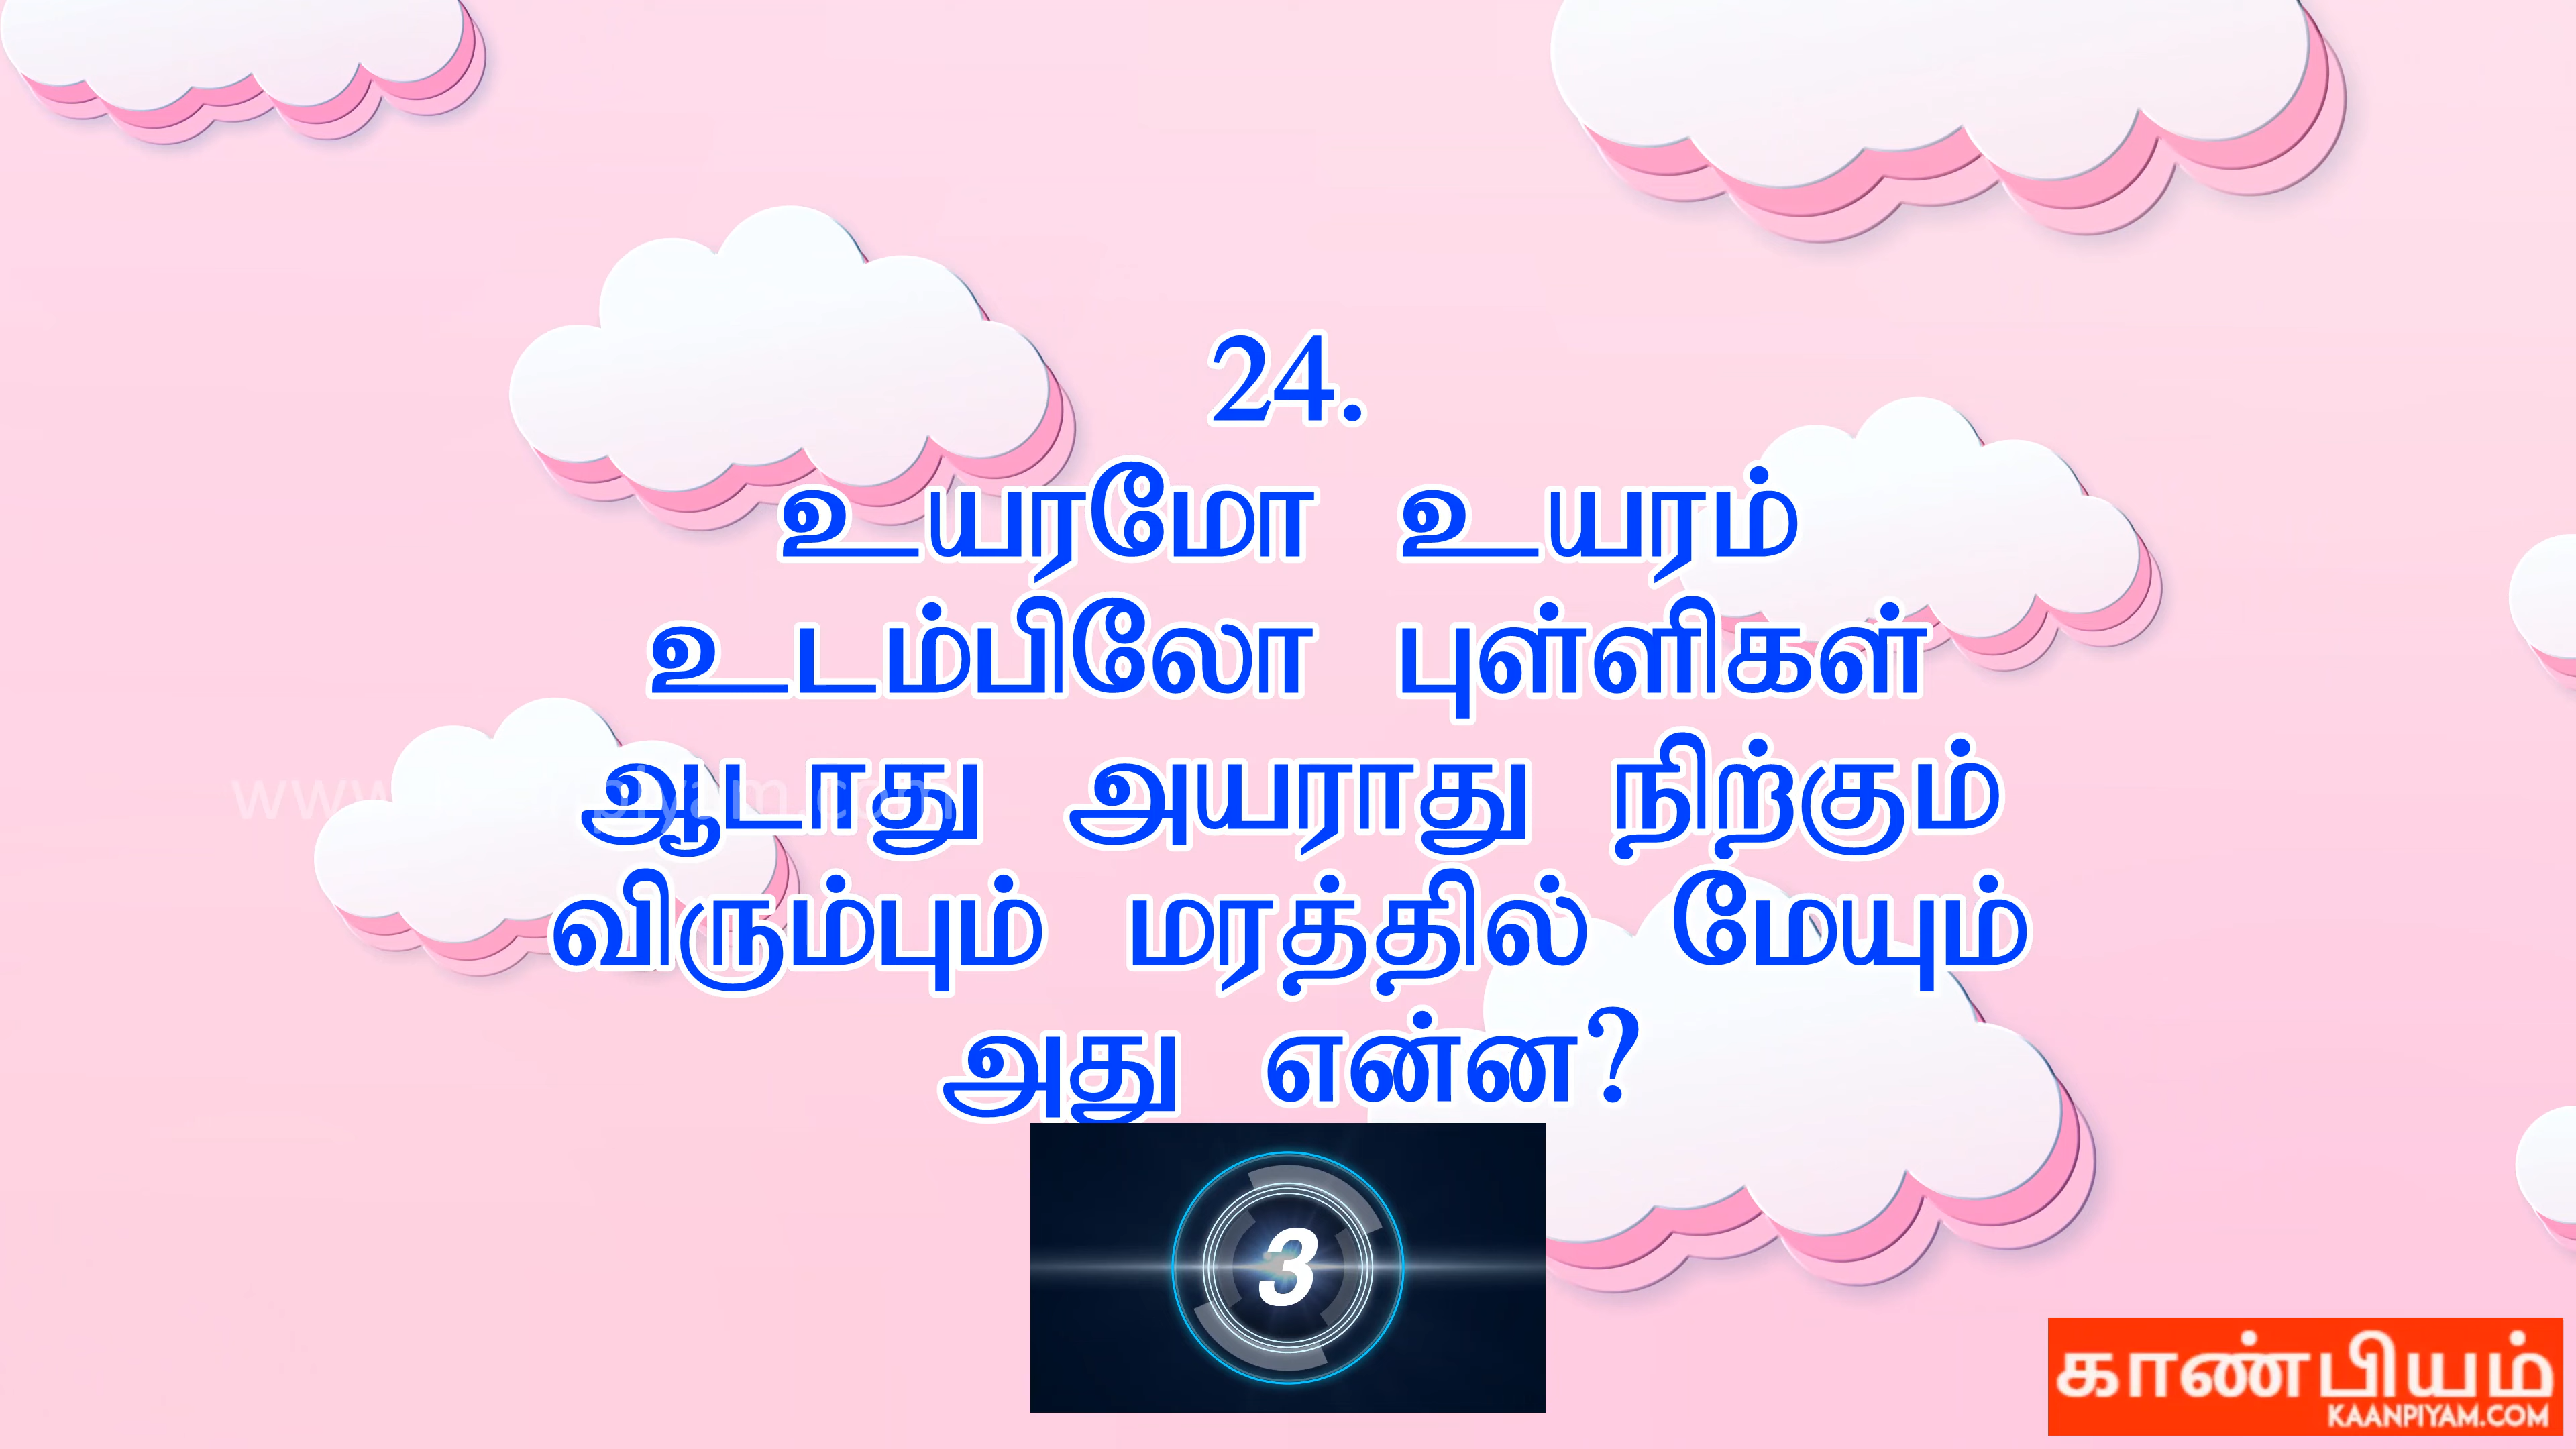 24.
உயரமோ உயரம்
உடம்பிலோ புள்ளிகள்
ஆடாது அயராது நிற்கும்
விரும்பும் மரத்தில் மேயும்
அது என்ன?
3
காண்பியம்
KAANPIYAM.COM